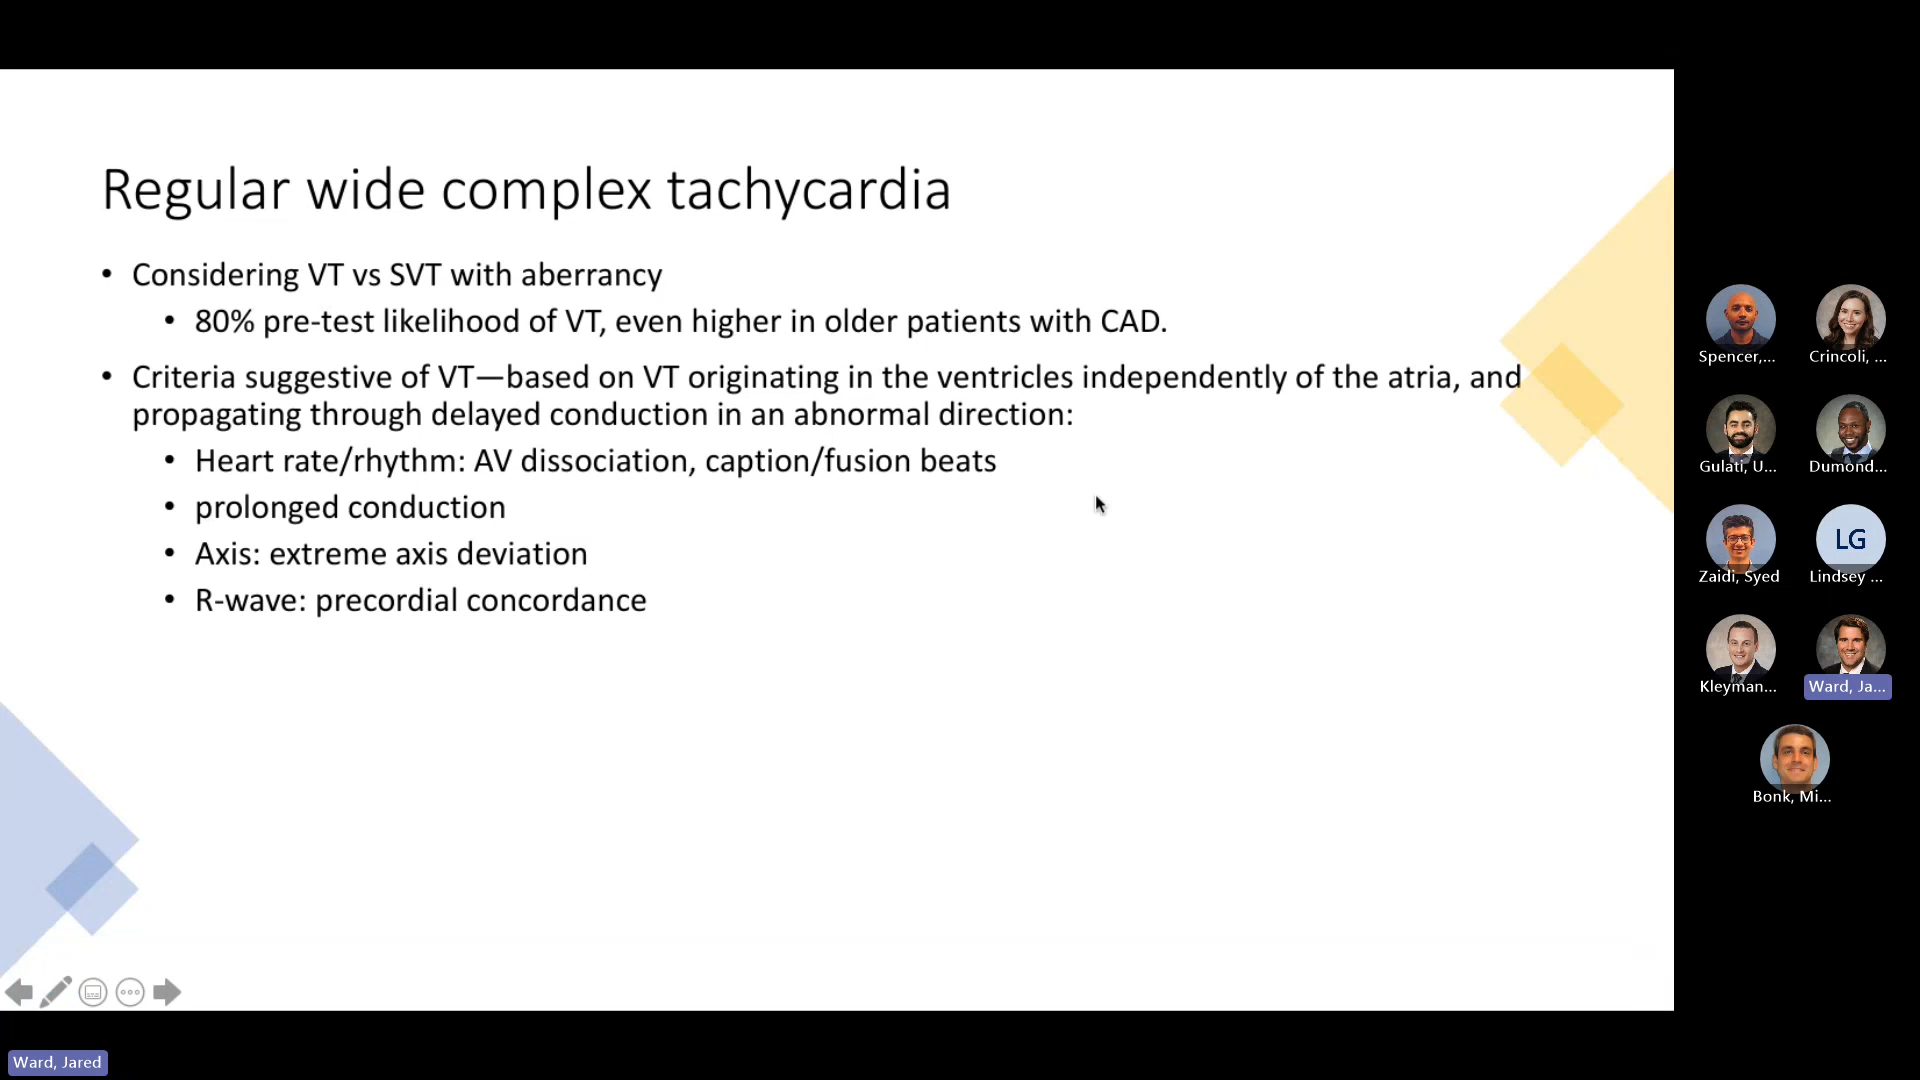 Regular wide complex tachycardia
• Considering VT vs SVT with aberrancy
• 80% pre-test likelihood of VT, even higher in older patients with CAD.
• Criteria suggestive of VT—based on VT originating in the ventricles independently of the atria, and
propagating through delayed conduction in an abnormal direction:
• Heart rate/rhythm: AV dissociation, caption/fusion beats
• prolonged conduction
• Axis: extreme axis deviation
• R-wave: precordial concordance
Spencer,...
Crincoli, ...
Gulati, U...
Dumond...
Zaidi, Syed
LG
Lindsey ...
Kleyman...
Ward, Ja...
Bonk, Mi...
Ward, Jared